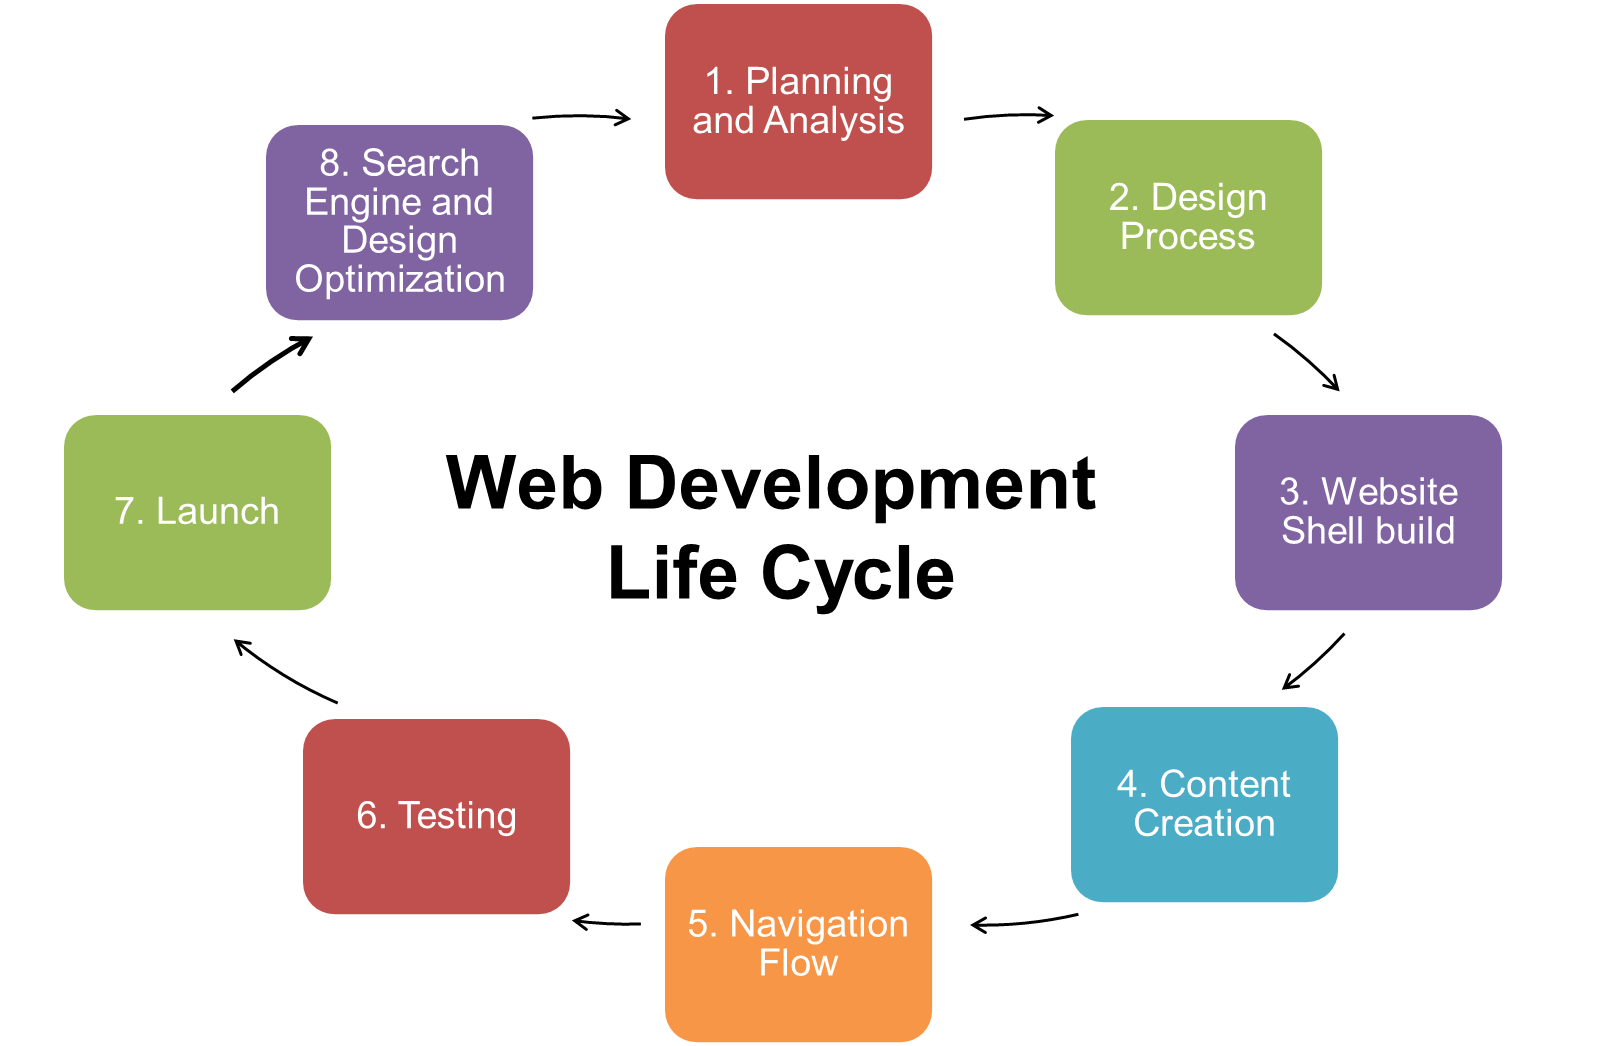 1. Planning
and Analysis
2. Design
Process
3. Website
Shell build
4. Content
Creation
5. Navigation
Flow
6. Testing
7. Launch
8. Search
Engine and
Design
Optimization
Web Development
Life Cycle